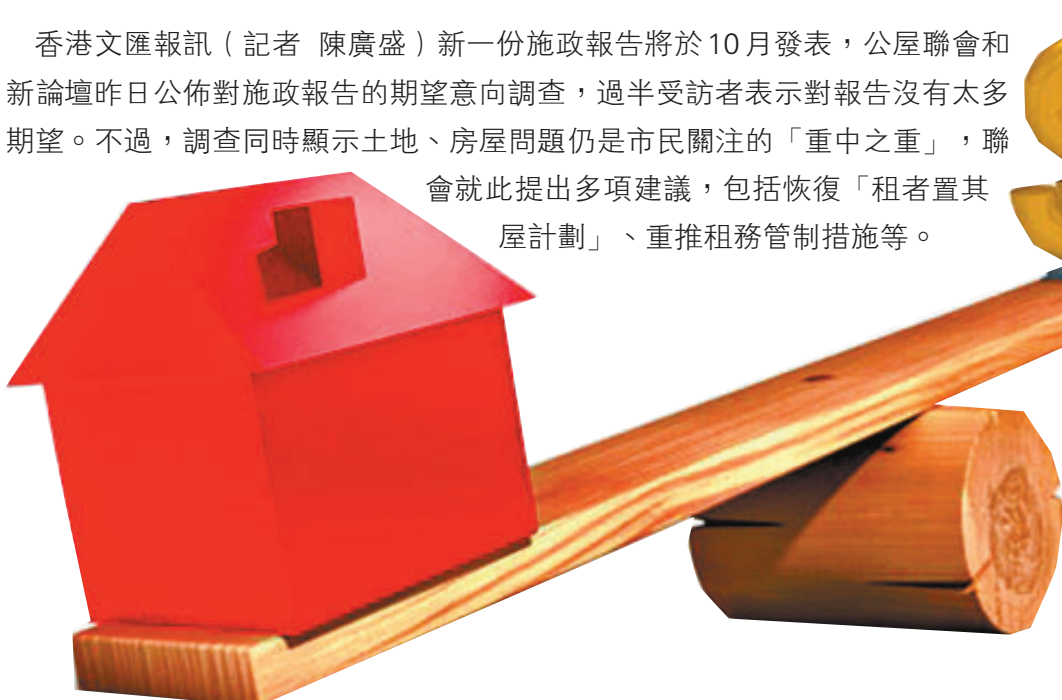 香港文匯報訊（記者 陳廣盛）新一份施政報告將於10月發表，公屋聯會和
新論壇昨日公佈對施政報告的期望意向調查，過半受訪者表示對報告沒有太多
期望。不過，調查同時顯示土地、房屋問題仍是市民關注的「重中之重」，聯
會就此提出多項建議，包括恢復「租者置其
屋計劃」、重推租務管制措施等。